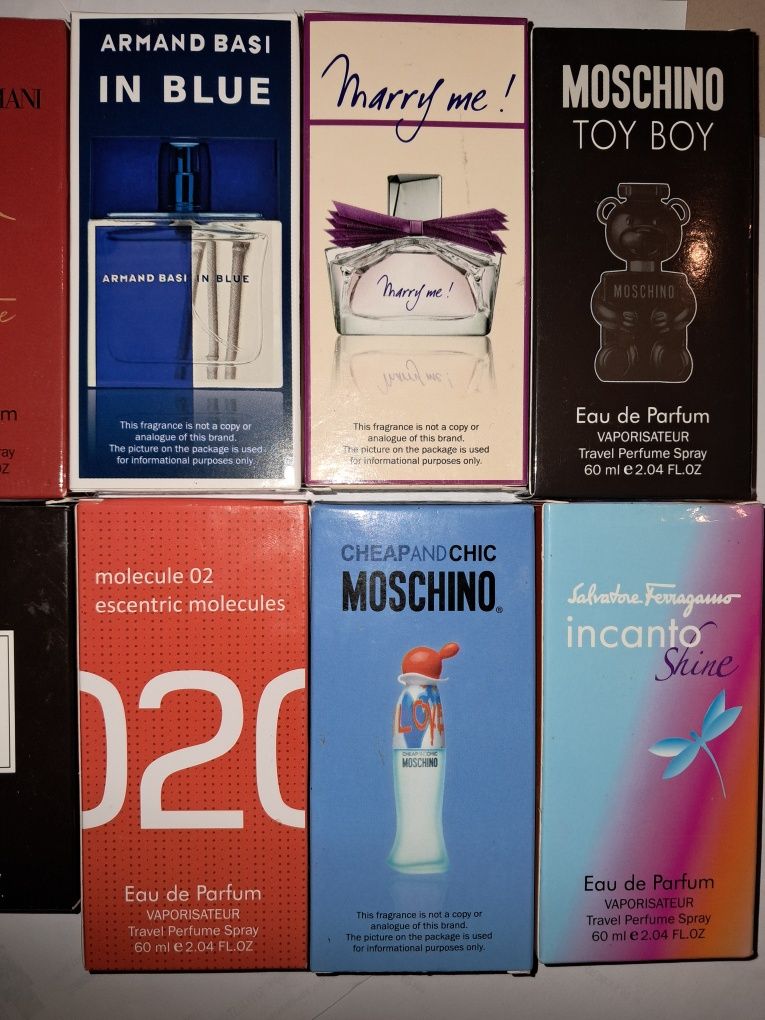 MANI
te
m
ray
OZ
ARMAND BASI
IN BLUE
ARMAND BASI IN BLUE
This fragrance is not a copy or
analogue of this brand.
The picture on the package is used
for informational purposes only.
Marry me!
Marry me!
This fragrance is not a copy or
analogue of this brand.
The picture on the package is used
for informational purposes only.
MOSCHINO
TOY BOY
MOSCHINO
Eau de Parfum
VAPORISATEUR
Travel Perfume Spray
60 ml e 2.04 FL.OZ
molecule 02
escentric molecules
020
Eau de Parfum
VAPORISATEUR
Travel Perfume Spray
60 ml e 2.04 FL.OZ
CHEAPANDCHIC
MOSCHINO®
LOVE
CHEAPANDCHIC
MOSCHINO
This fragrance is not a copy or
analogue of this brand.
The picture on the package is used
for informational purposes only.
Salvatore Ferragamo
incanto
Shine
Eau de Parfum
VAPORISATEUR
Travel Perfume Spray
60 ml e 2.04 FL.OZ